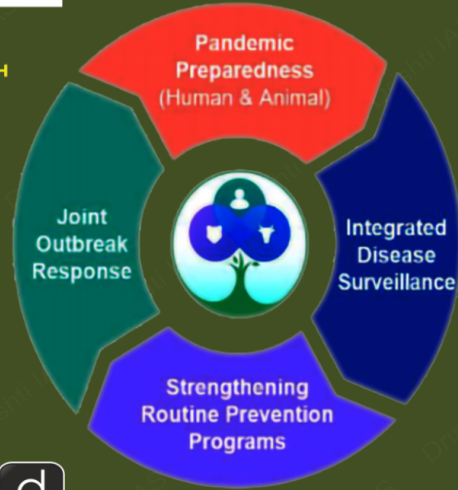 H
Pandemic
Preparedness
(Human & Animal)
Integrated
Disease
Surveillance
Strengthening
Routine Prevention
Programs
Joint
Outbreak
Response
d